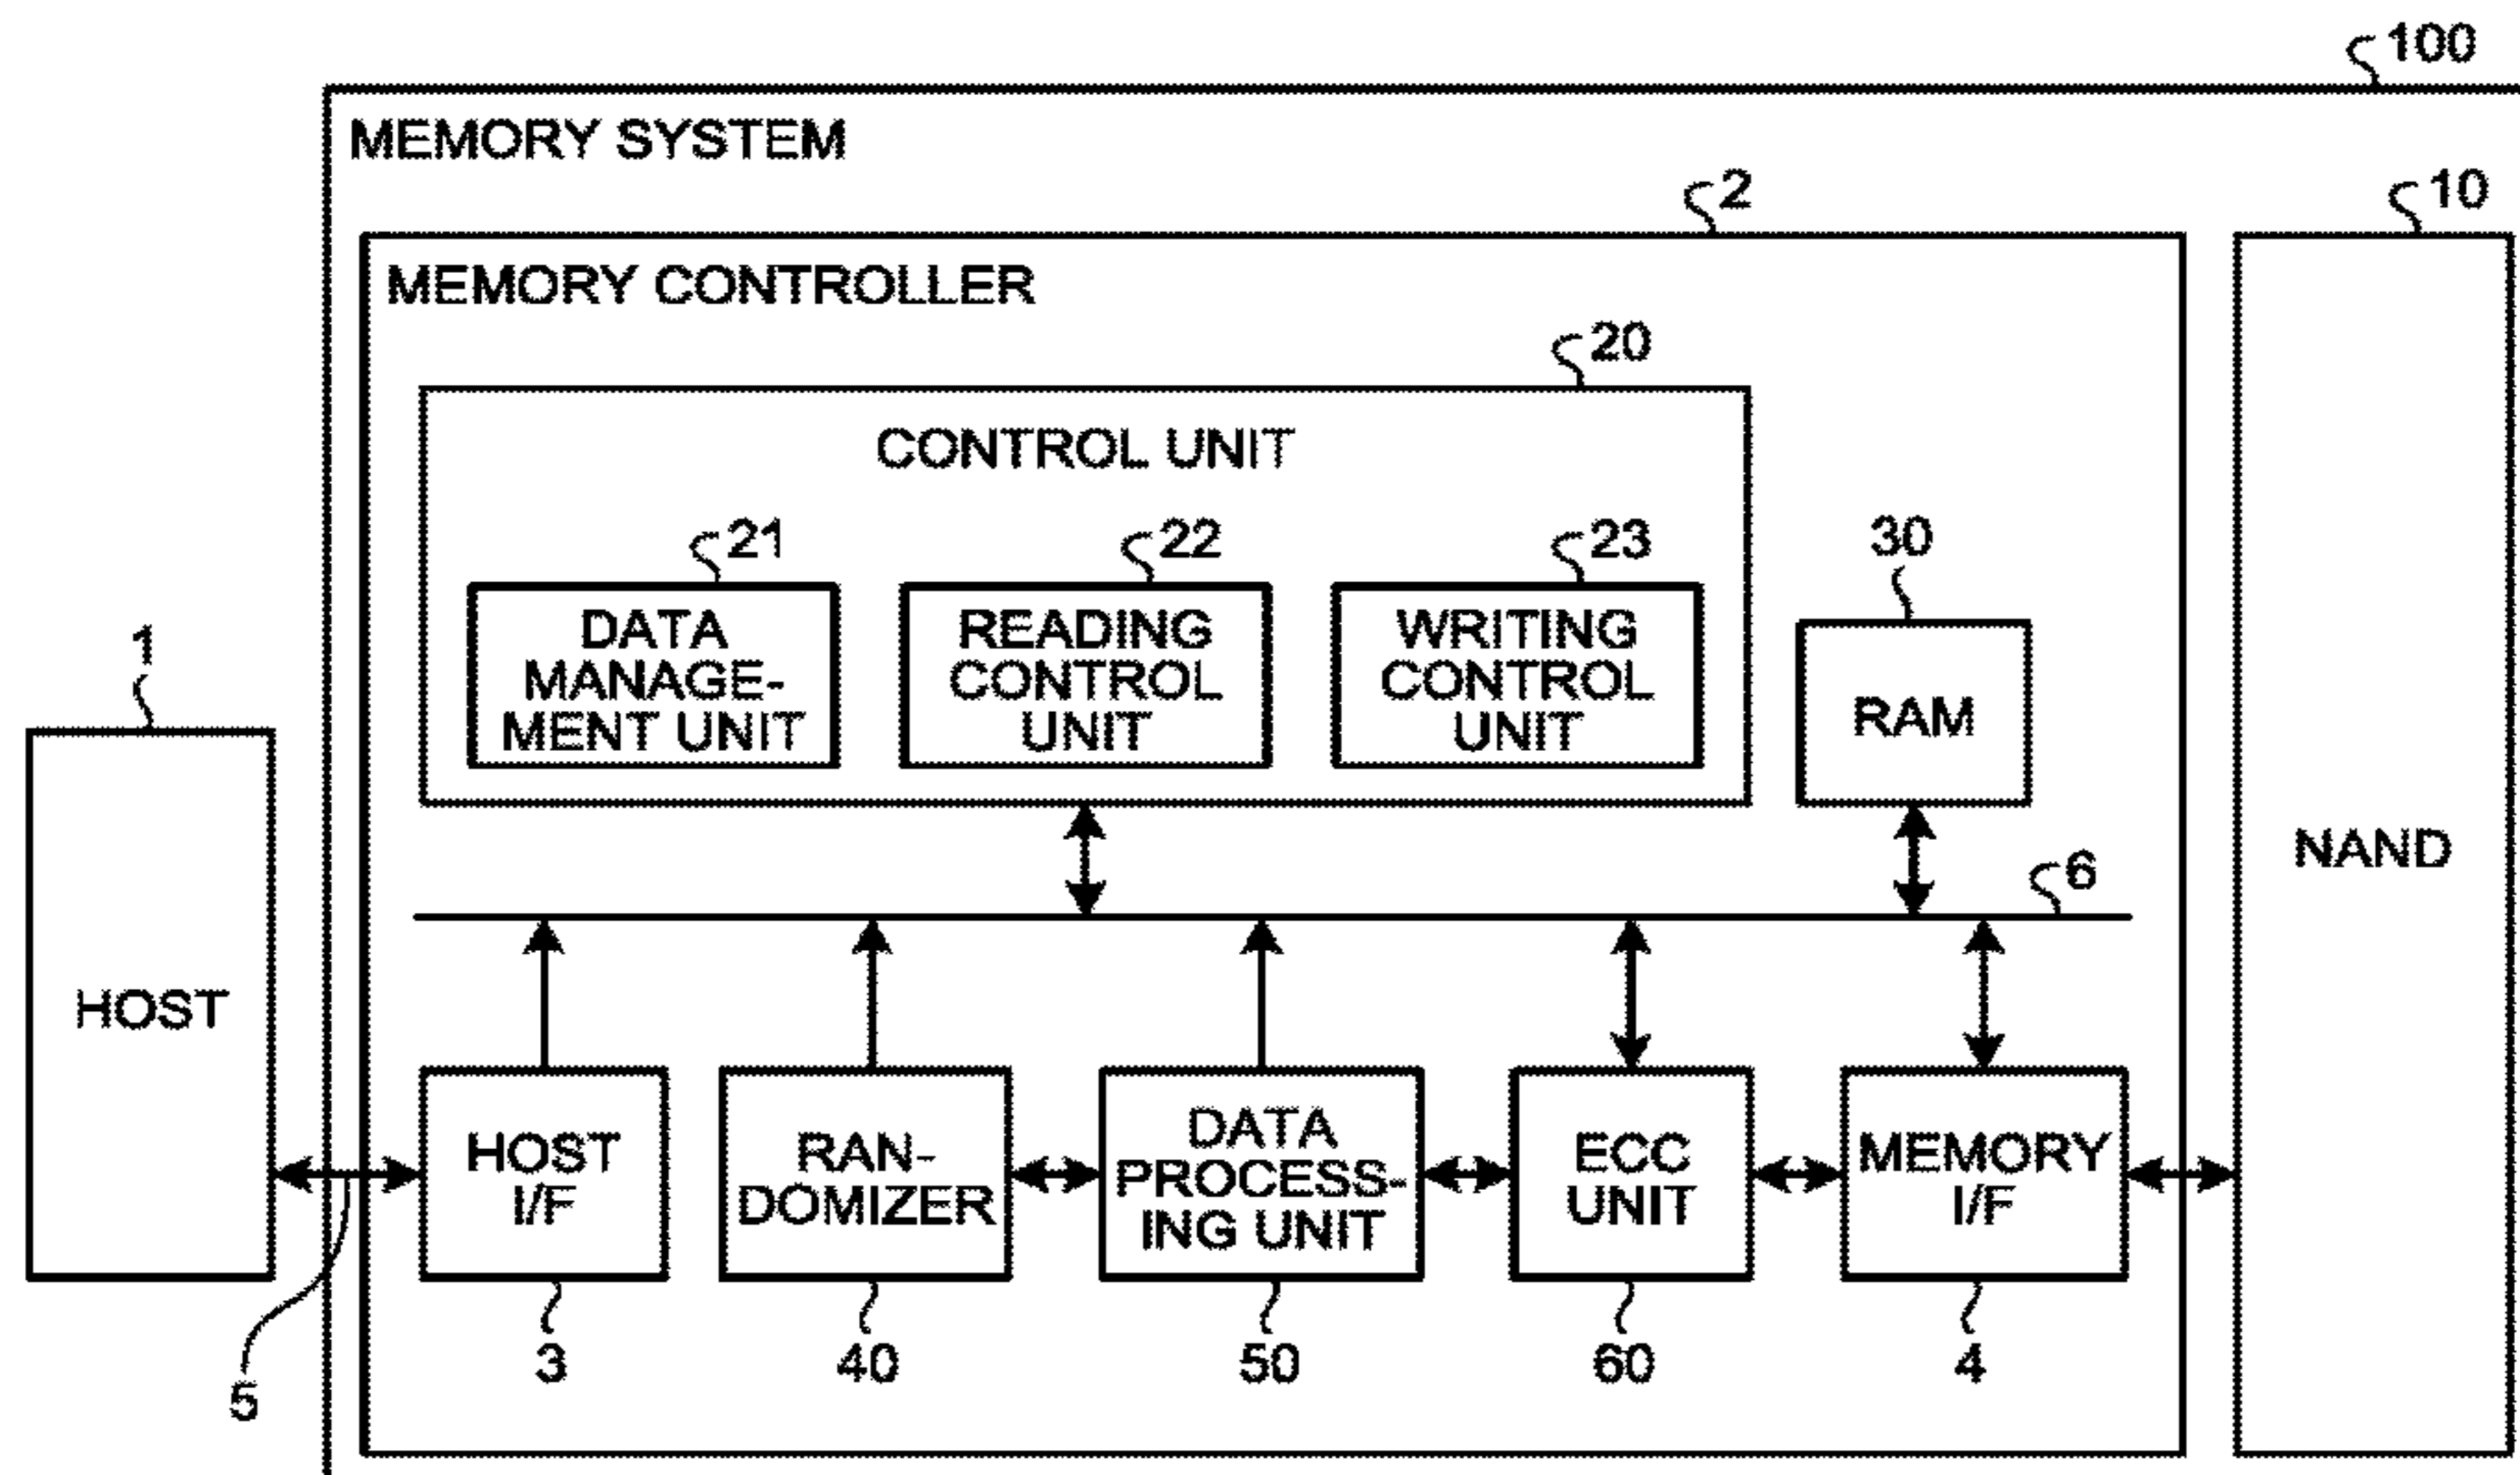 100
MEMORY SYSTEM
2
10
MEMORY CONTROLLER
20
CONTROL UNIT
21
22
23
30
DATA
MANAGE-
MENT UNIT
READING
CONTROL
UNIT
WRITING
CONTROL
UNIT
RAM
1
HOST
NAND
6
HOST
I/F
RAN-
DOMIZER
DATA
PROCESS-
ING UNIT
ECC
UNIT
MEMORY
I/F
5
3
40
50
60
4